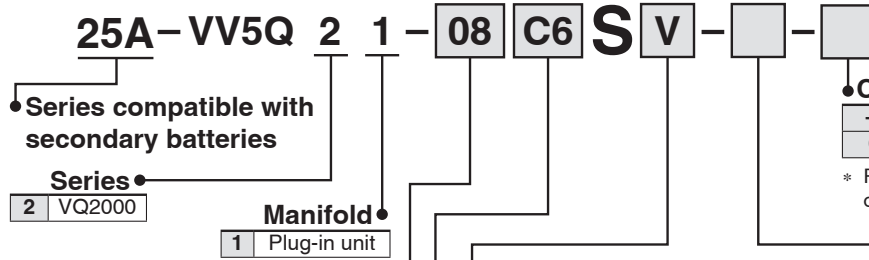 25A－VV5Q 2 1－08 C6 S V－ －
Series compatible with
secondary batteries
Series
2 VQ2000
Manifold
1 Plug-in unit
*